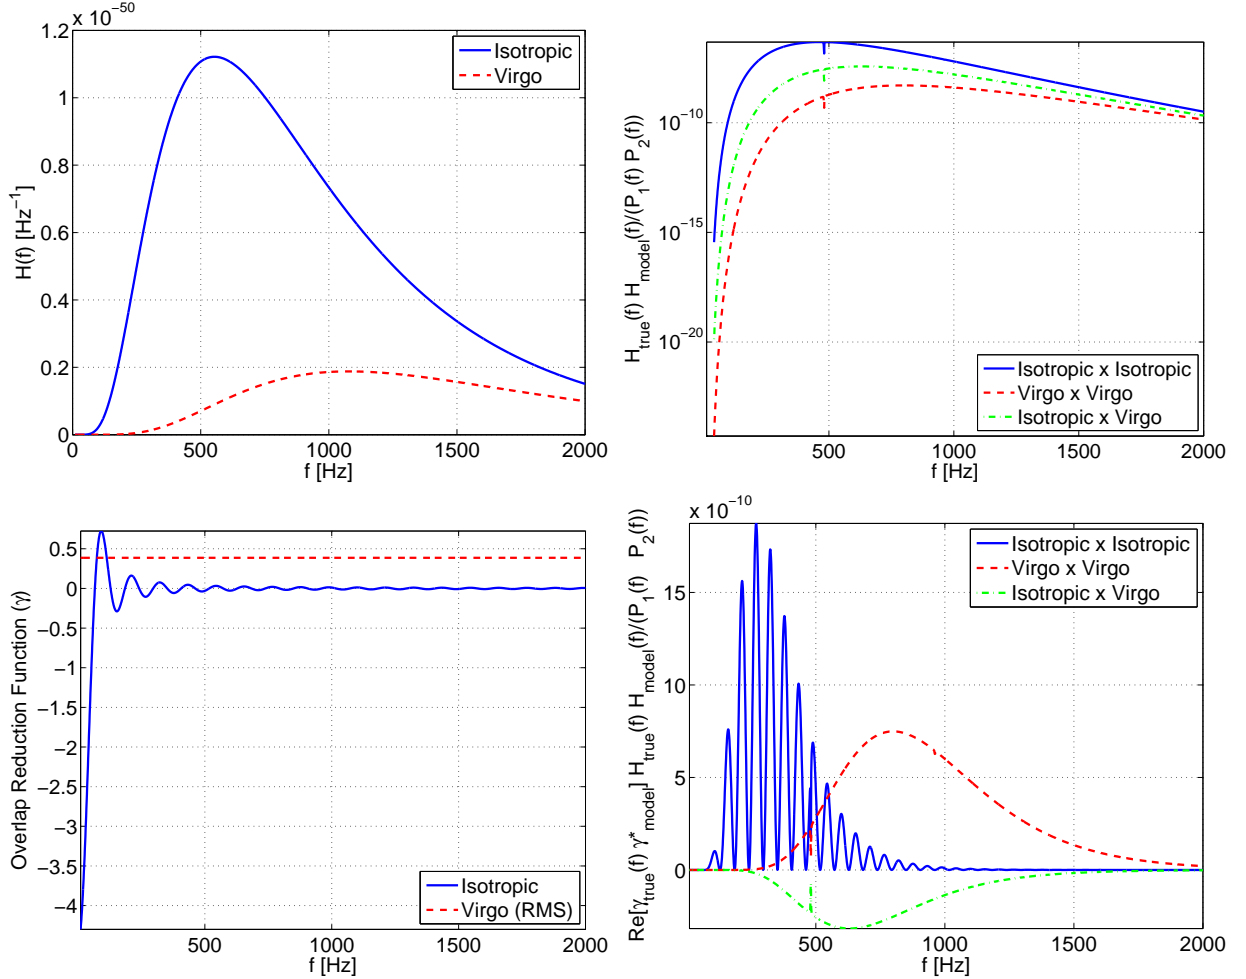 x 10⁻⁵⁰
1.2
1
0.8
0.6
0.4
0.2
0
H(f) [Hz⁻¹]
Isotropic
Virgo
0
500
1000
1500
2000
f [Hz]
10⁻¹⁰
10⁻¹⁵
10⁻²⁰
H_true(f) H_model(f)/(P_1(f) P_2(f))
Isotropic x Isotropic
Virgo x Virgo
Isotropic x Virgo
500
1000
1500
2000
f [Hz]
0.5
0
−0.5
−1
−1.5
−2
−2.5
−3
−3.5
−4
Overlap Reduction Function (γ)
Isotropic
Virgo (RMS)
500
1000
1500
2000
f [Hz]
x 10⁻¹⁰
15
10
5
0
Re[γ_true(f) γ*_model] H_true(f) H_model(f)/(P_1(f) P_2(f))
Isotropic x Isotropic
Virgo x Virgo
Isotropic x Virgo
500
1000
1500
2000
f [Hz]